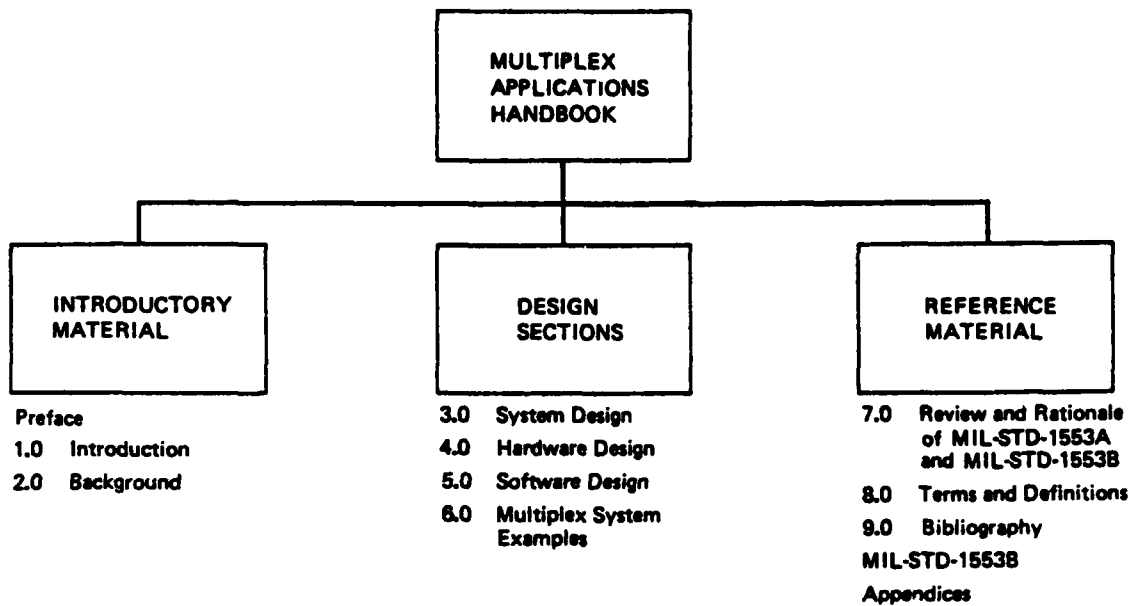 MULTIPLEX
APPLICATIONS
HANDBOOK
INTRODUCTORY
MATERIAL
Preface
1.0 Introduction
2.0 Background
DESIGN
SECTIONS
3.0 System Design
4.0 Hardware Design
5.0 Software Design
6.0 Multiplex System
Examples
REFERENCE
MATERIAL
7.0 Review and Rationale
of MIL-STD-1553A
and MIL-STD-1553B
8.0 Terms and Definitions
9.0 Bibliography
MIL-STD-1553B
Appendices